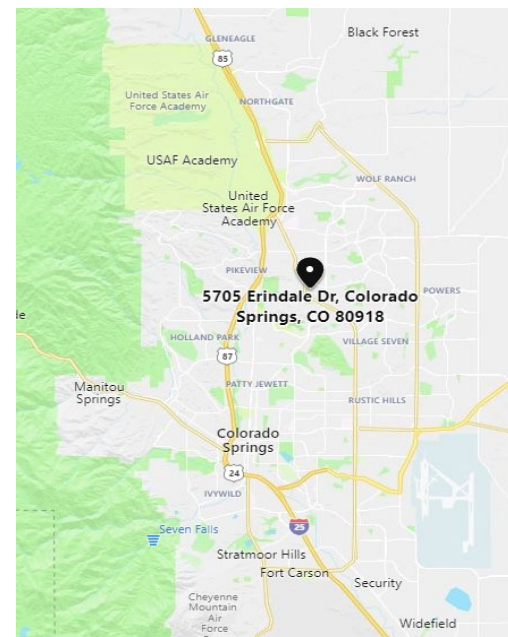 GLENEAGLE
Black Forest
85
United States Air
Force Academy
NORTHGATE
USAF Academy
WOLF RANCH
United
States Air Force
Academy
PIKEVIEW
5705 Erindale Dr, Colorado
Springs, CO 80918
POWERS
le
HOLLAND PARK
VILLAGE SEVEN
87
PATTY JEWETT
Manitou
Springs
RUSTIC HILLS
Colorado
Springs
24
IVYWILD
25
Seven Falls
Stratmoor Hills
Fort Carson
Security
Cheyenne
Mountain
Air
Force
Widefield